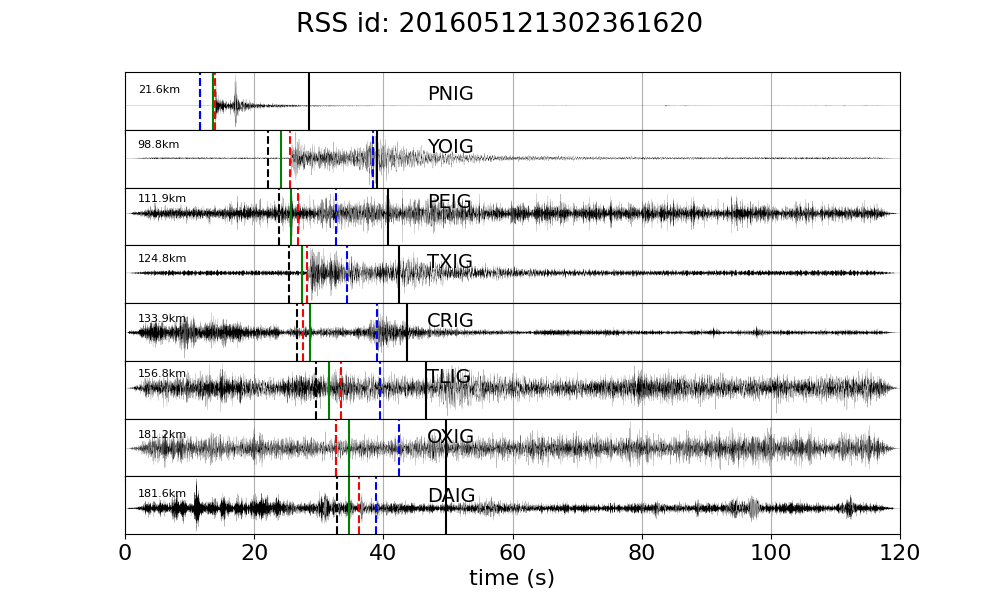 RSS id: 201605121302361620
21.6km PNIG
98.8km YOIG
111.9km PEIG
124.8km TXIG
133.9km CRIG
156.8km TLIG
181.2km OXIG
181.6km DAIG
0 20 40 60 80 100 120
time (s)